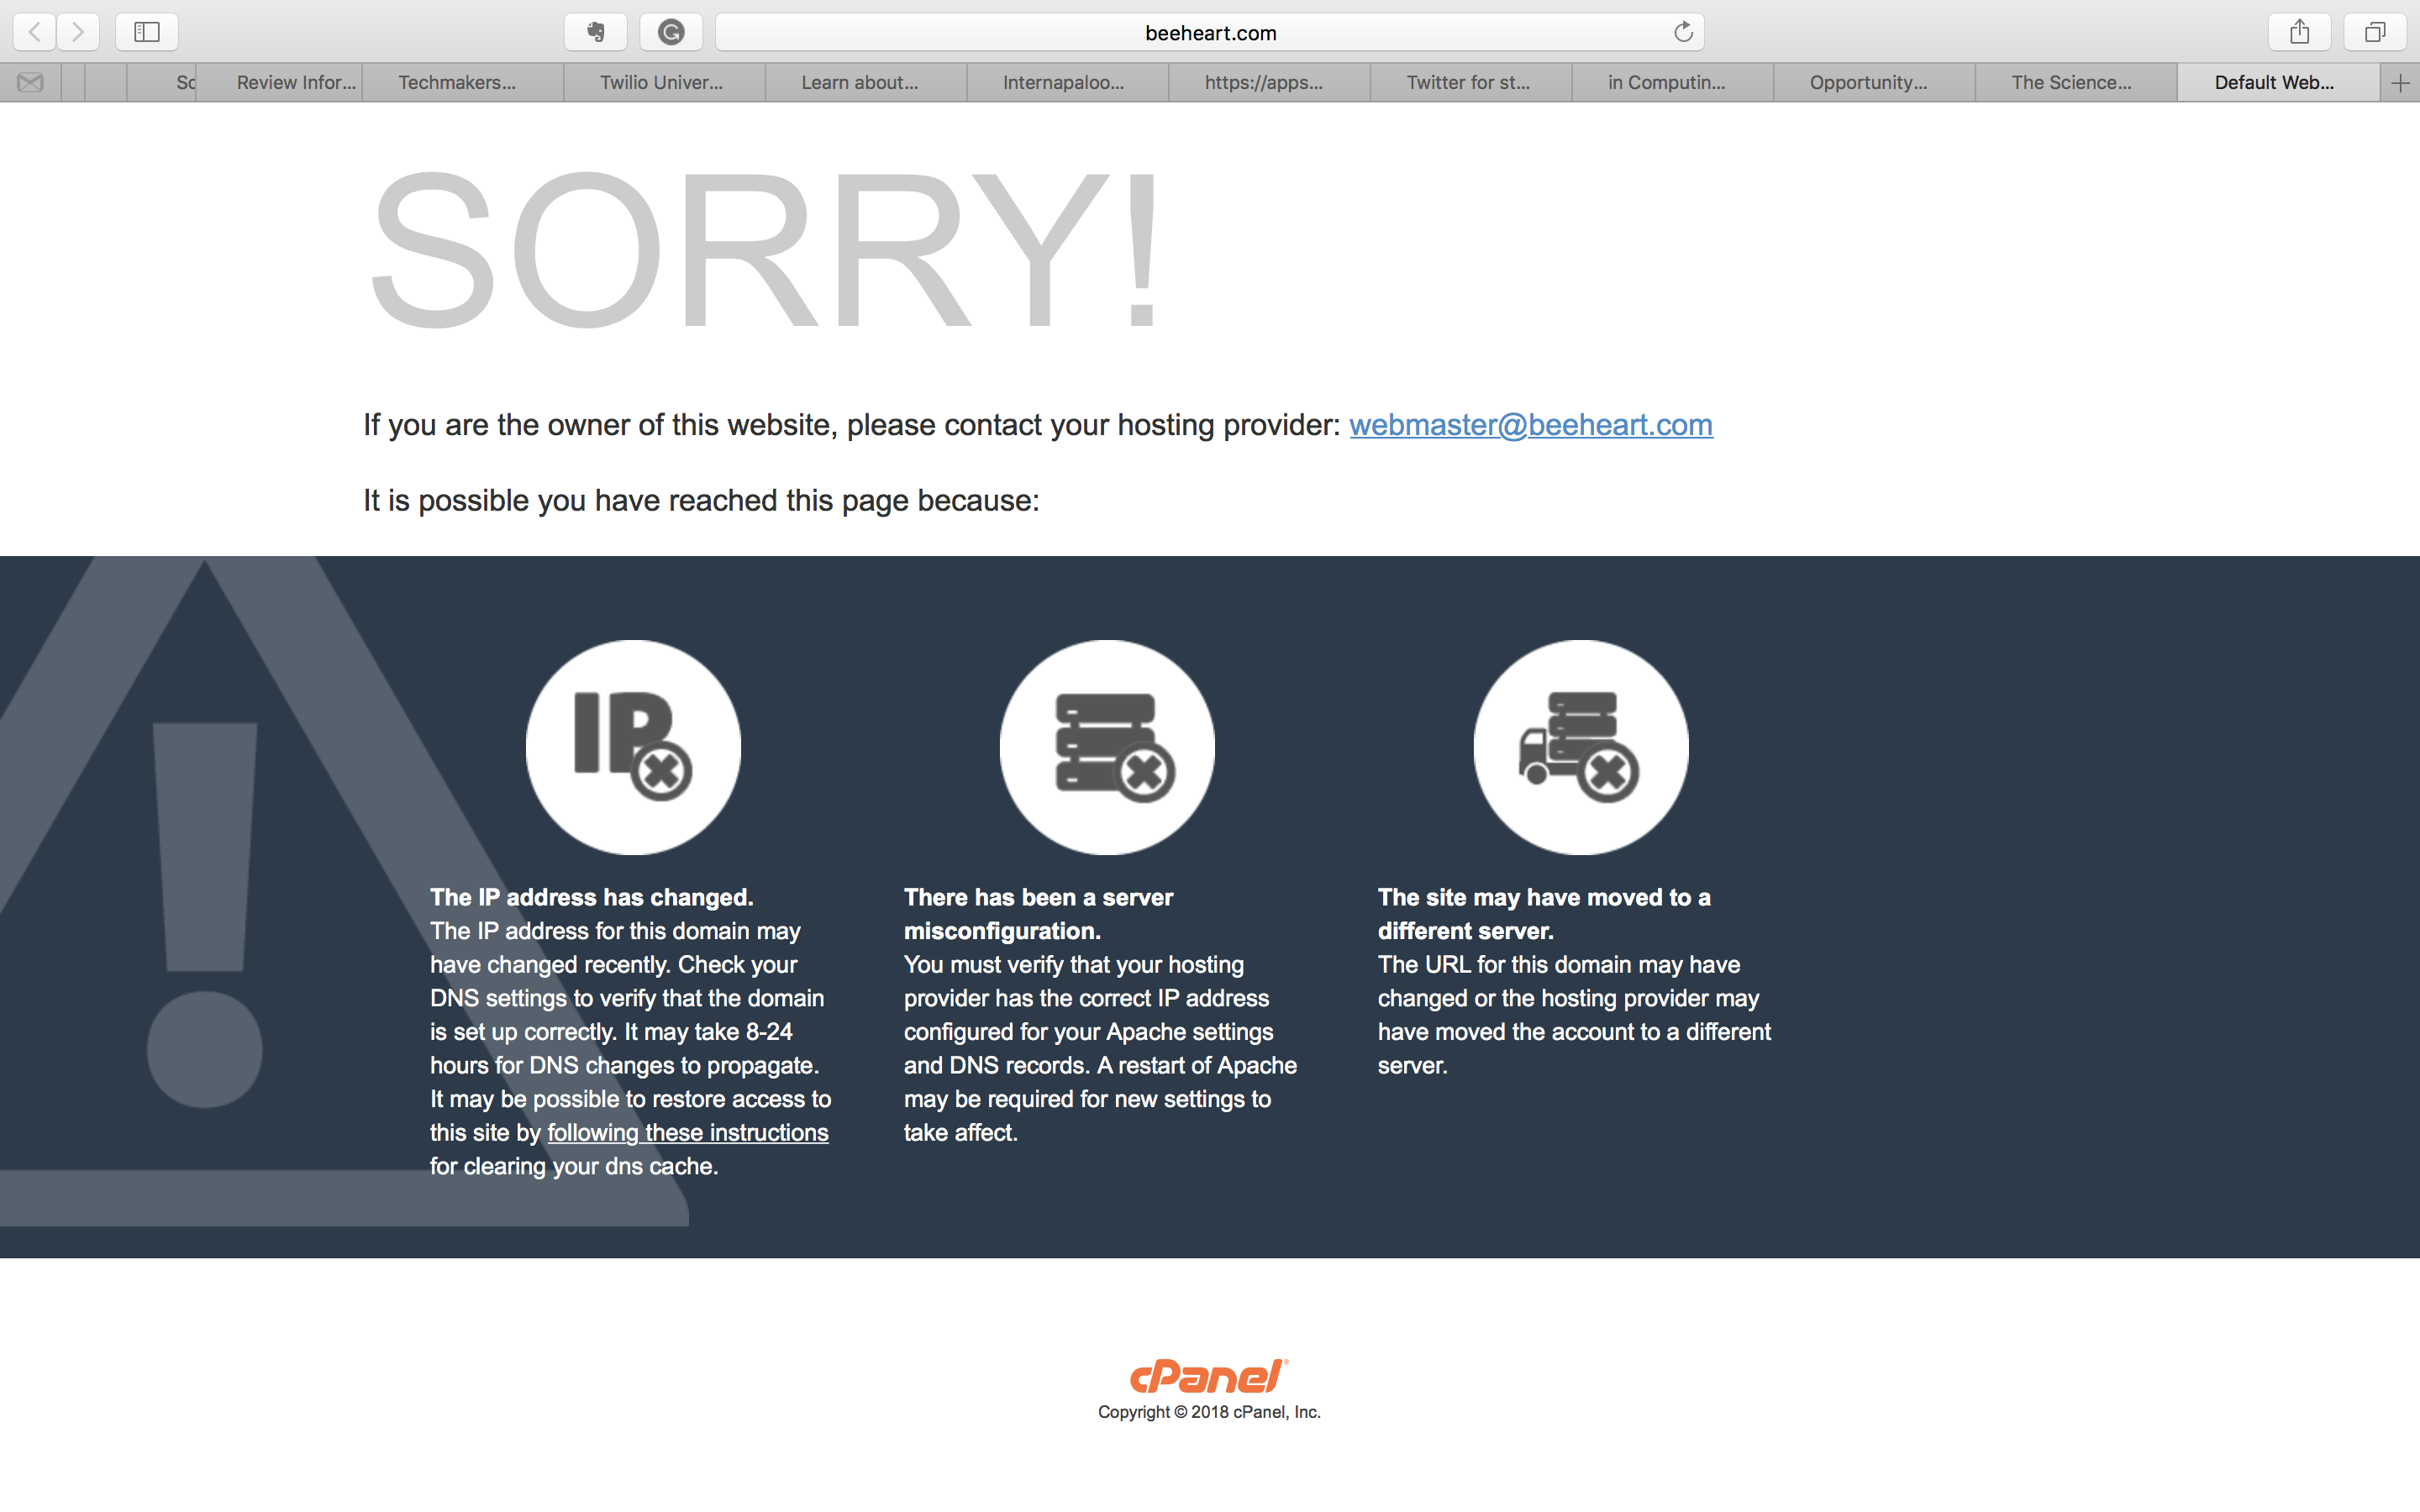 beeheart.com
Sc Review Infor... Techmakers... Twilio Univer... Learn about... Internapaloo... https://apps... Twitter for st... in Computin... Opportunity... The Science... Default Web...
SORRY!
If you are the owner of this website, please contact your hosting provider: webmaster@beeheart.com
It is possible you have reached this page because:
IP
The IP address has changed.
The IP address for this domain may
have changed recently. Check your
DNS settings to verify that the domain
is set up correctly. It may take 8-24
hours for DNS changes to propagate.
It may be possible to restore access to
this site by following these instructions
for clearing your dns cache.
There has been a server
misconfiguration.
You must verify that your hosting
provider has the correct IP address
configured for your Apache settings
and DNS records. A restart of Apache
may be required for new settings to
take affect.
The site may have moved to a
different server.
The URL for this domain may have
changed or the hosting provider may
have moved the account to a different
server.
cPanel®
Copyright © 2018 cPanel, Inc.